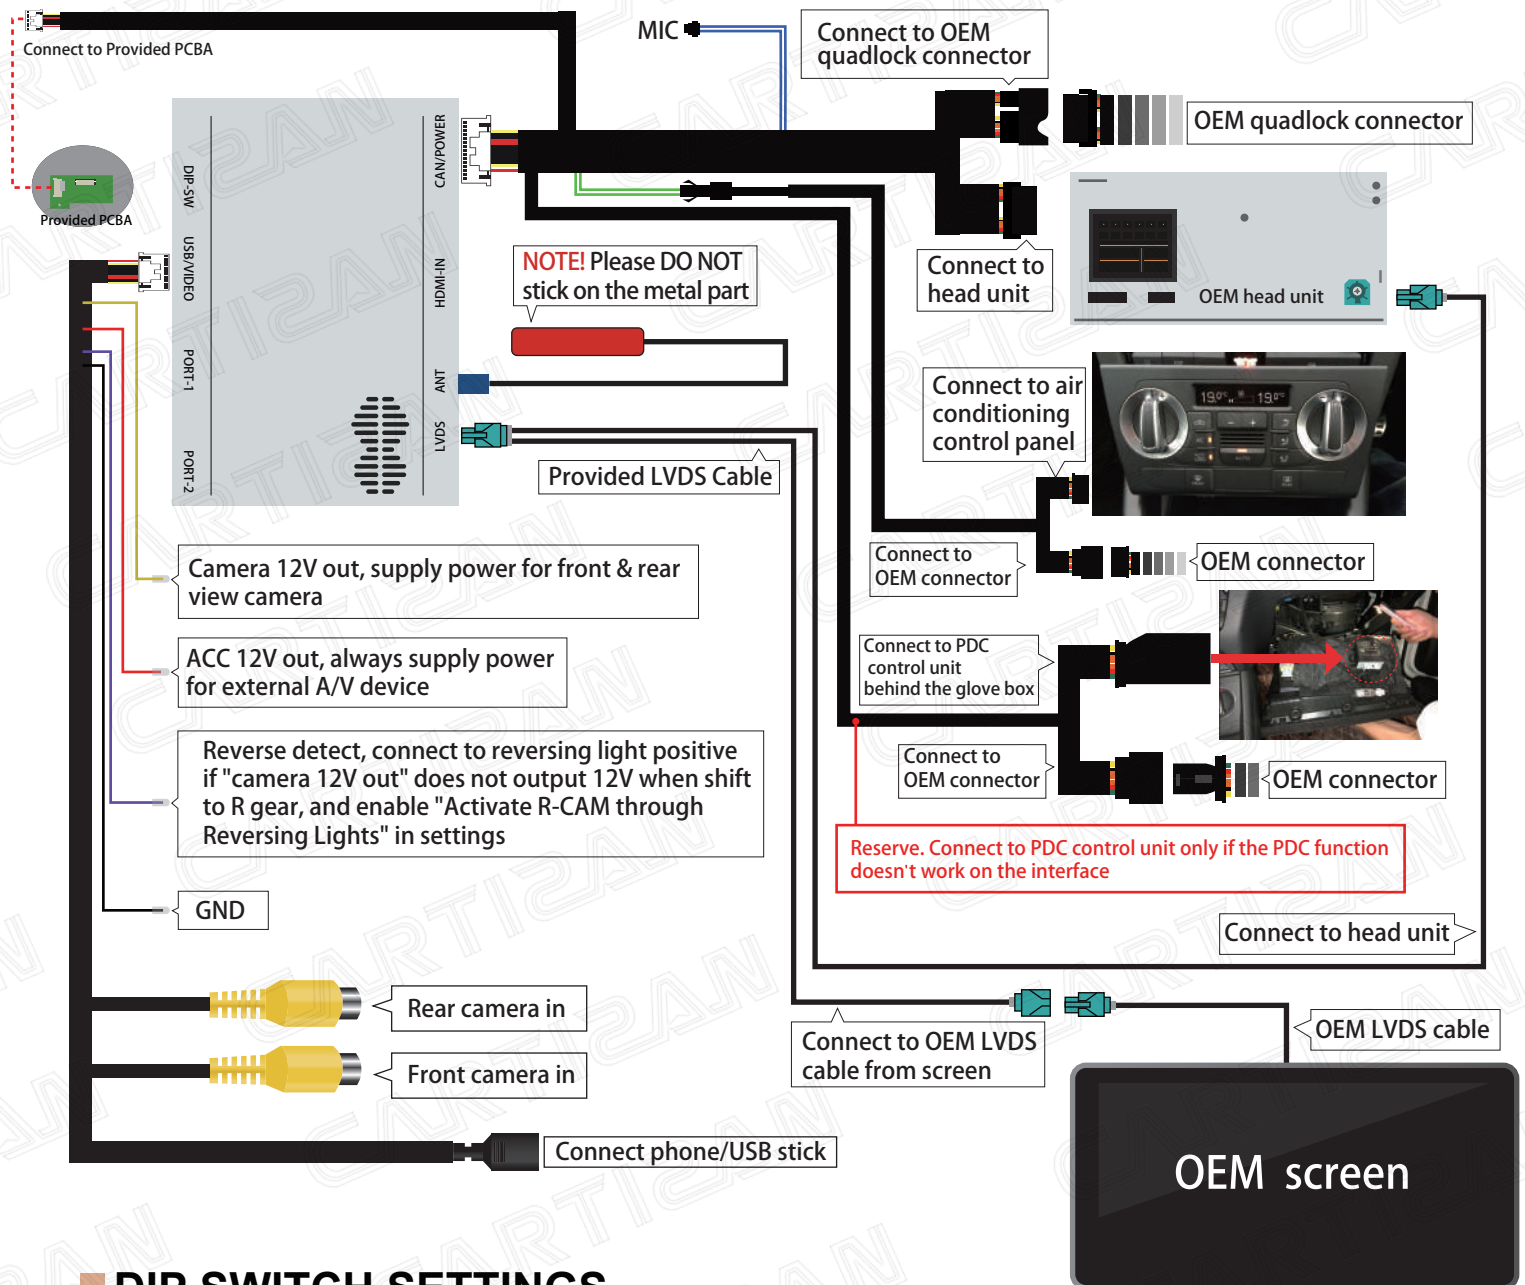 Connect to Provided PCBA
MIC
Connect to OEM
quadlock connector
OEM quadlock connector
Provided PCBA
CAN/POWER
DIP-SW
USB/VIDEO
HDMI-IN
PORT-1
ANT
LVDS
PORT-2
NOTE! Please DO NOT
stick on the metal part
Connect to
head unit
OEM head unit
Connect to air
conditioning
control panel
Provided LVDS Cable
Connect to
OEM connector
OEM connector
Camera 12V out, supply power for front & rear
view camera
ACC 12V out, always supply power
for external A/V device
Connect to PDC
control unit
behind the glove box
Reverse detect, connect to reversing light positive
if "camera 12V out" does not output 12V when shift
to R gear, and enable "Activate R-CAM through
Reversing Lights" in settings
Connect to
OEM connector
OEM connector
Reserve. Connect to PDC control unit only if the PDC function
doesn't work on the interface
GND
Connect to head unit
Rear camera in
Connect to OEM LVDS
cable from screen
OEM LVDS cable
Front camera in
Connect phone/USB stick
OEM screen
DIP SWITCH SETTINGS
CARTIZAN